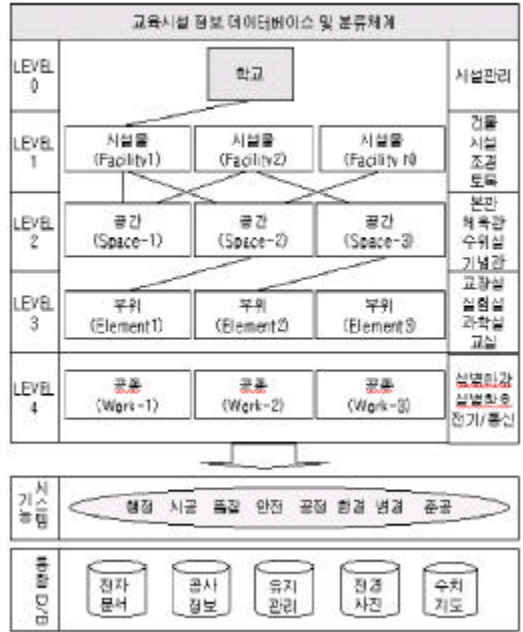 교육시설 정보 데이터베이스 및 분류체계
LEVEL
0
학교
시설관리
LEVEL
1
시설물
(Facility1)
시설물
(Facility2)
시설물
(Facility N)
건물
시설
조경
토목
LEVEL
2
공간
(Space-1)
공간
(Space-2)
공간
(Space-3)
본관
체육관
수위실
기념관
LEVEL
3
부위
(Element1)
부위
(Element2)
부위
(Element3)
교장실
실험실
과학실
교실
LEVEL
4
공종
(Work-1)
공종
(Work-2)
공종
(Work-3)
실별마감
실별창호
전기/통신
시스템
기능
행정 시공 품질 안전 공정 환경 변경 준공
통합 D/B
전자
문서
공사
정보
유지
관리
전경
사진
수치
지도